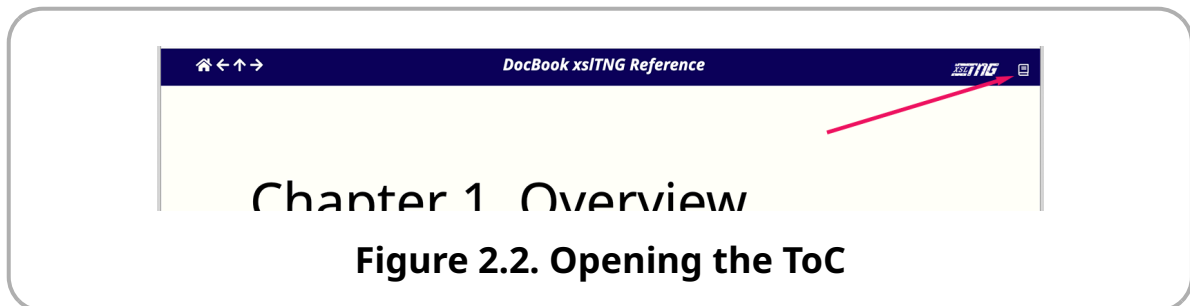 DocBook xslTNG Reference
XSLTNG
Chapter 1. Overview
Figure 2.2. Opening the ToC